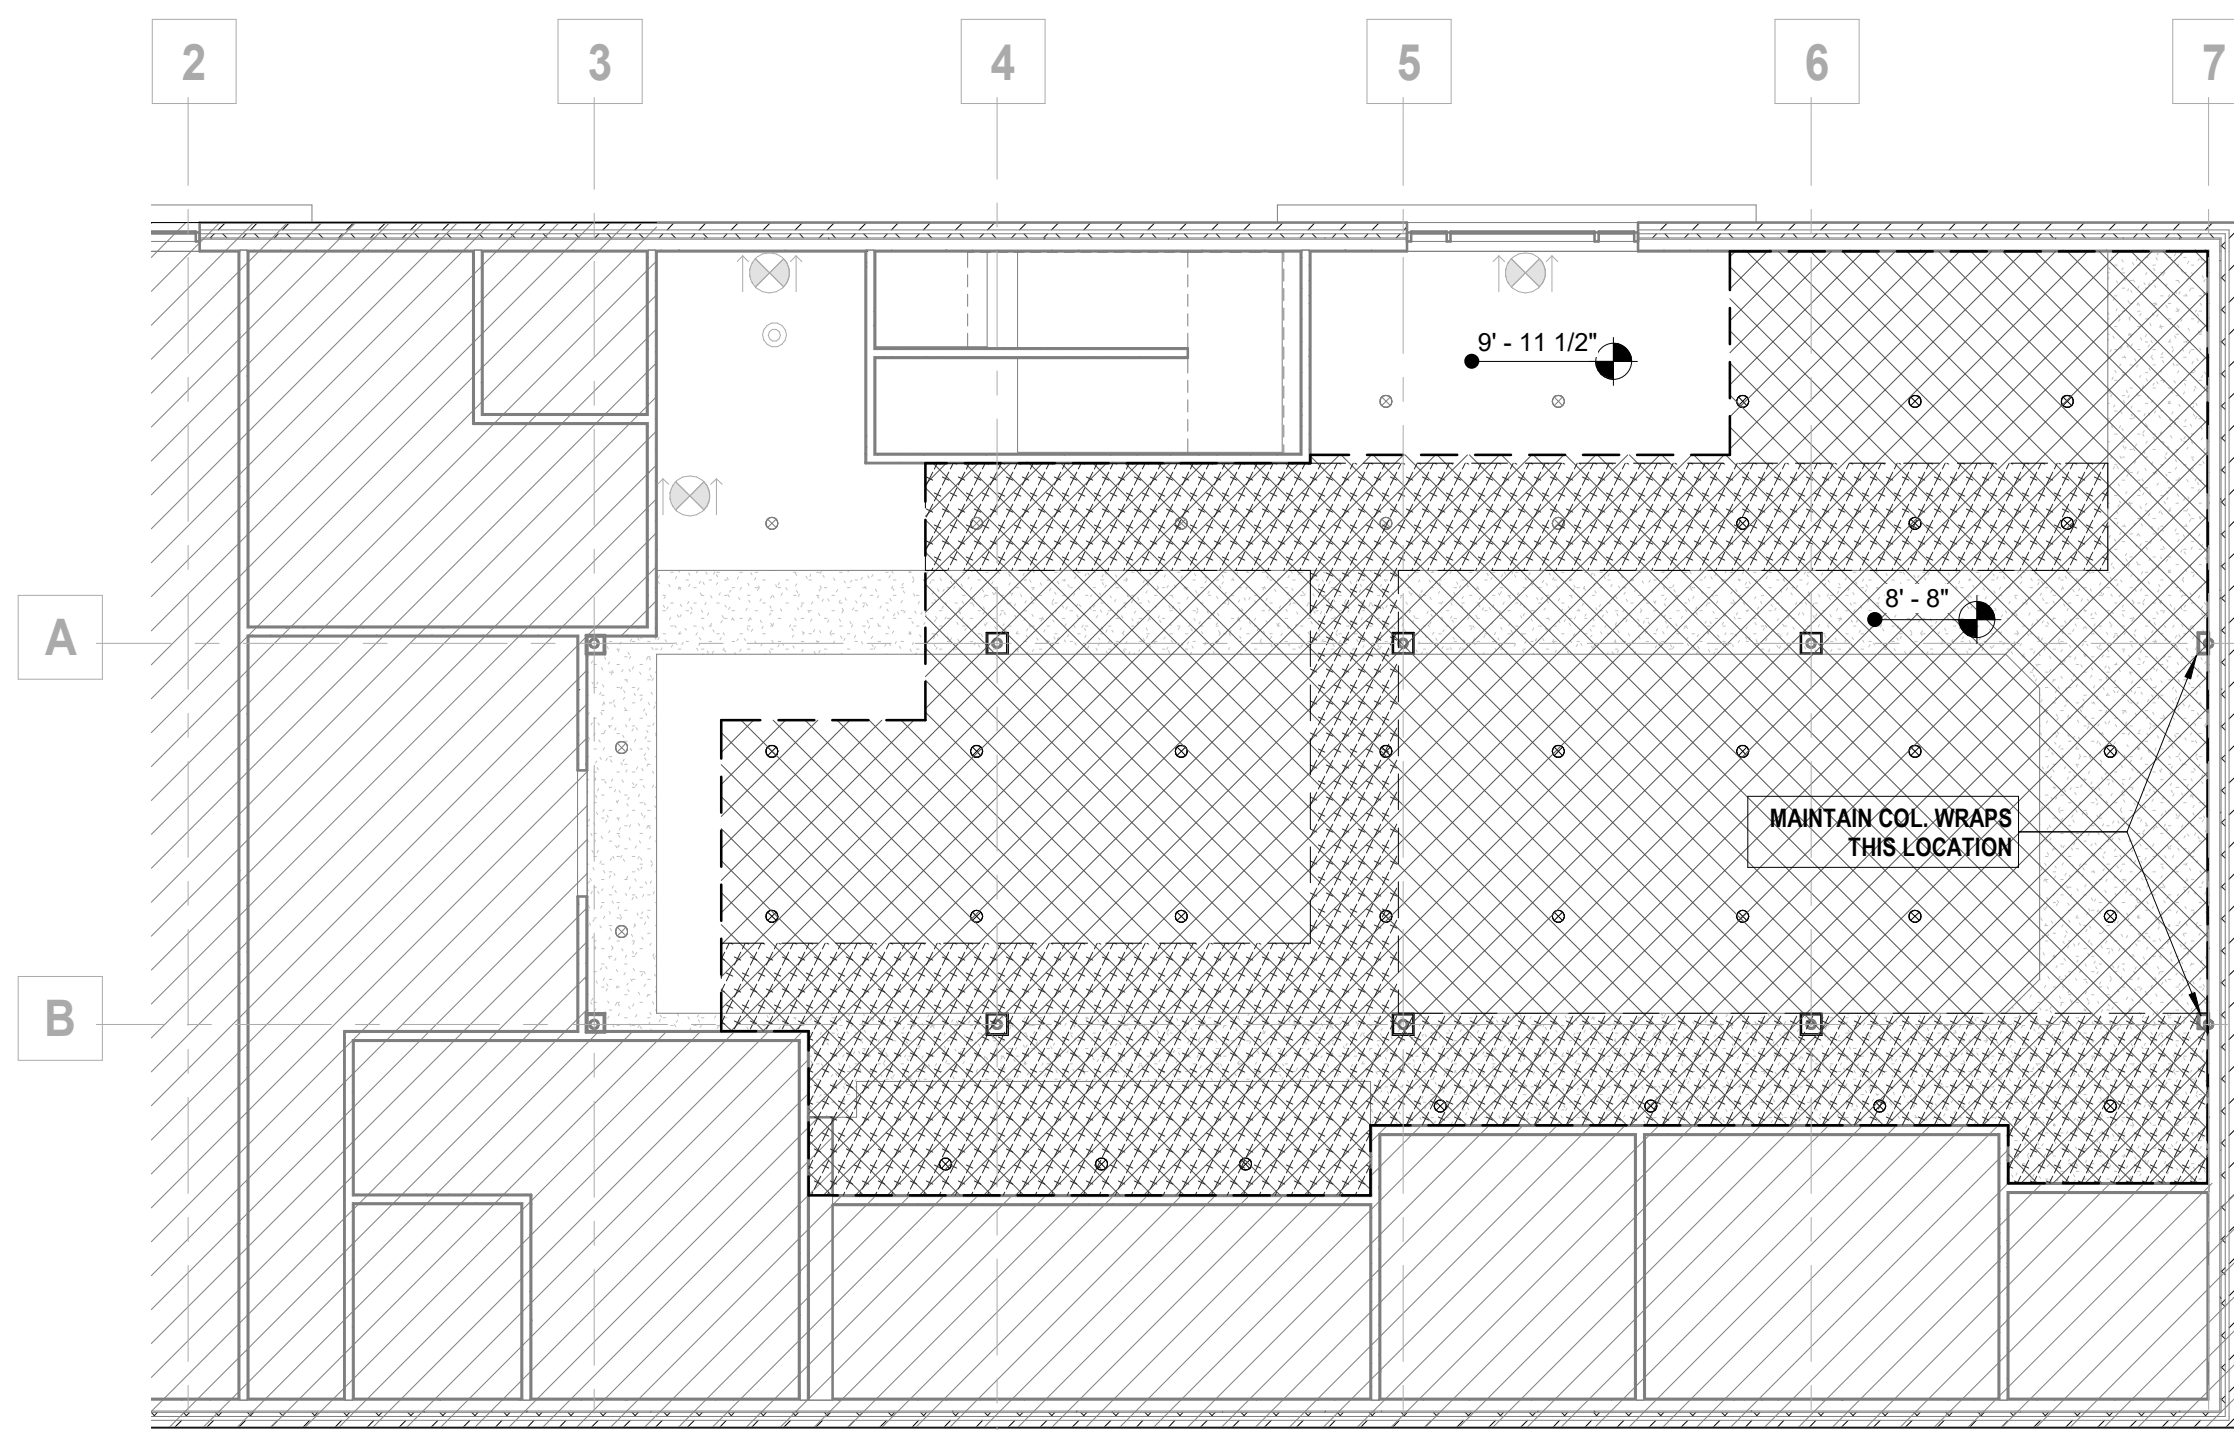 2
3
4
5
6
7
9' - 11 1/2"
A
8' - 8"
MAINTAIN COL. WRAPS
THIS LOCATION
B